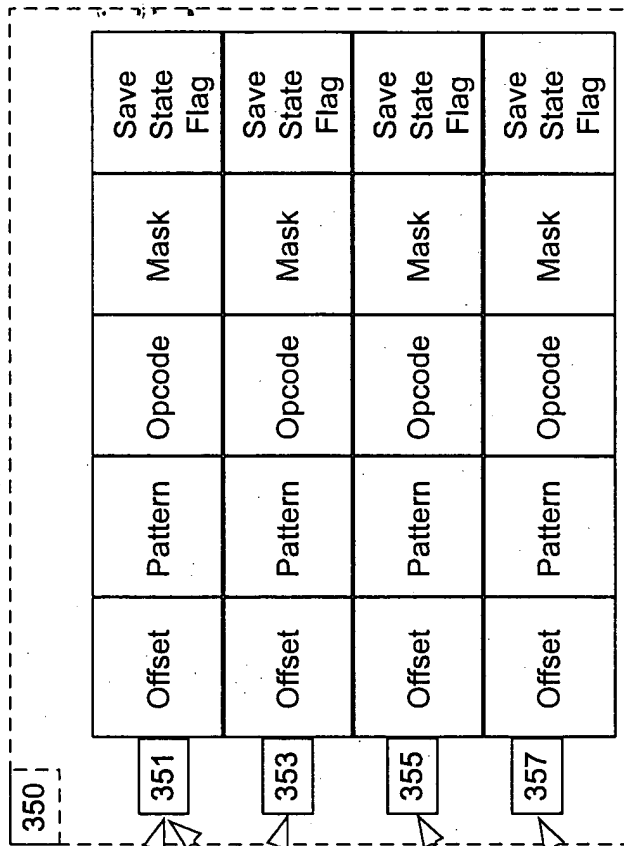 350
351
Offset
Pattern
Opcode
Mask
Save
State
Flag
353
Offset
Pattern
Opcode
Mask
Save
State
Flag
355
Offset
Pattern
Opcode
Mask
Save
State
Flag
357
Offset
Pattern
Opcode
Mask
Save
State
Flag